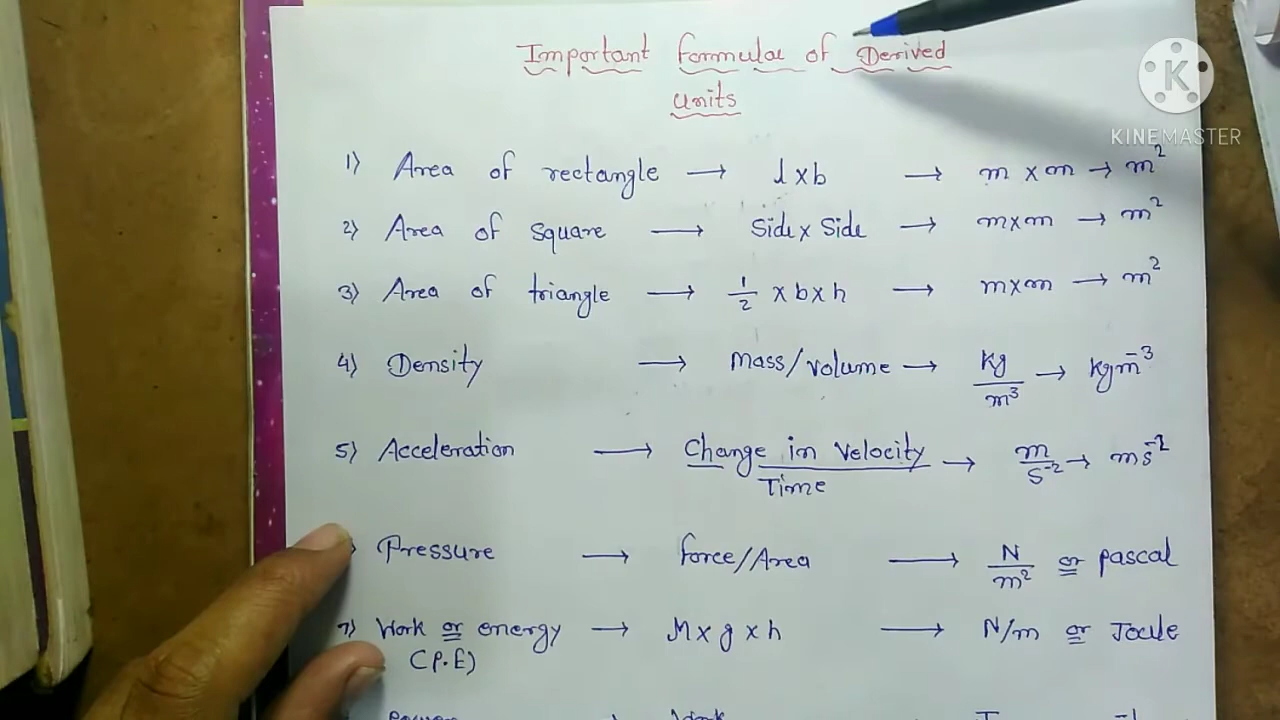 Important formulae of Derived
units
K
KINEMASTER
1) Area of rectangle → l x b → m x m → m²
2) Area of square → Side x Side → m x m → m²
3) Area of triangle → 1/2 x b x h → m x m → m²
4) Density → Mass/volume → Kg/m³ → Kgm⁻³
5) Acceleration → Change in Velocity/Time → m/s⁻² → ms⁻²
) Pressure → force/Area → N/m² or pascal
7) Work or energy → M x g x h → N/m or Joule
(P.E)